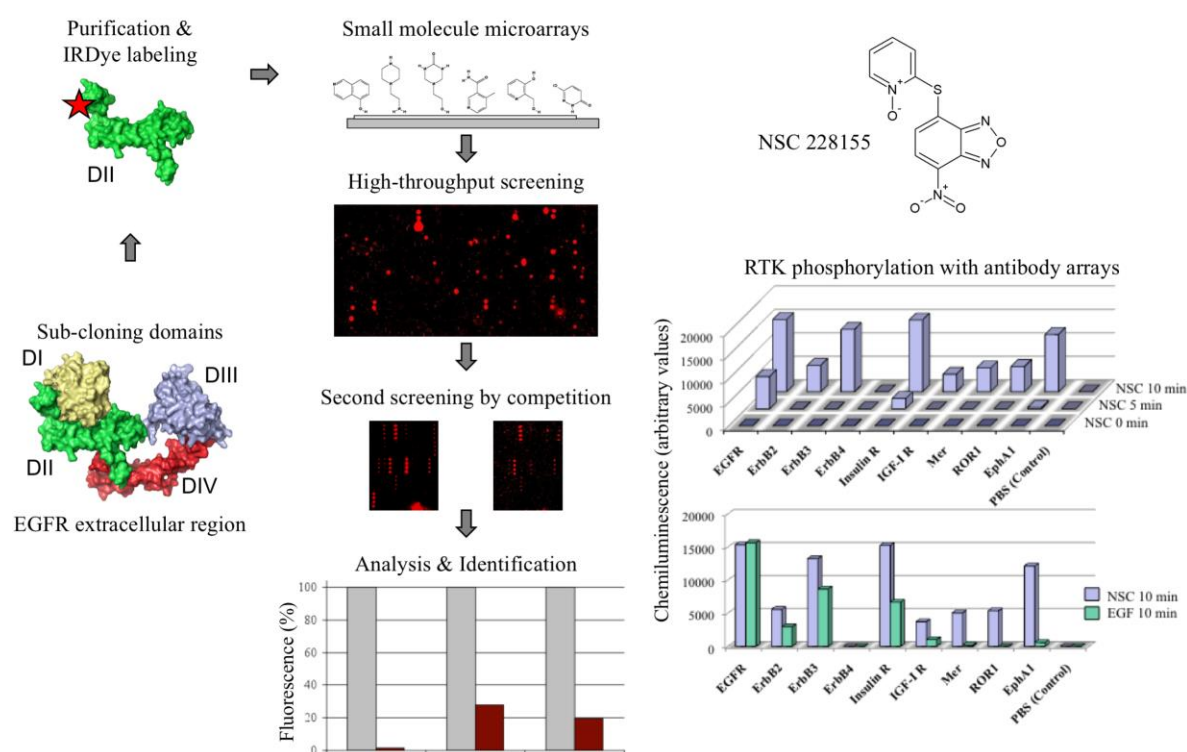 Purification &
IRDye labeling
DII
Sub-cloning domains
DI
DIII
DII
DIV
EGFR extracellular region
Small molecule microarrays
High-throughput screening
Second screening by competition
Analysis & Identification
Fluorescence (%)
100
80
60
40
20
0
NSC 228155
N+
O-
S
N
O
N
N+
O-
O
RTK phosphorylation with antibody arrays
Chemiluminescence (arbitrary values)
20000
15000
10000
5000
0
NSC 10 min
NSC 5 min
NSC 0 min
EGFR
ErbB2
ErbB3
ErbB4
Insulin R
IGF-1 R
Mer
ROR1
EphA1
PBS (Control)
20000
15000
10000
5000
0
NSC 10 min
EGF 10 min
EGFR
ErbB2
ErbB3
ErbB4
Insulin R
IGF-1 R
Mer
ROR1
EphA1
PBS (Control)